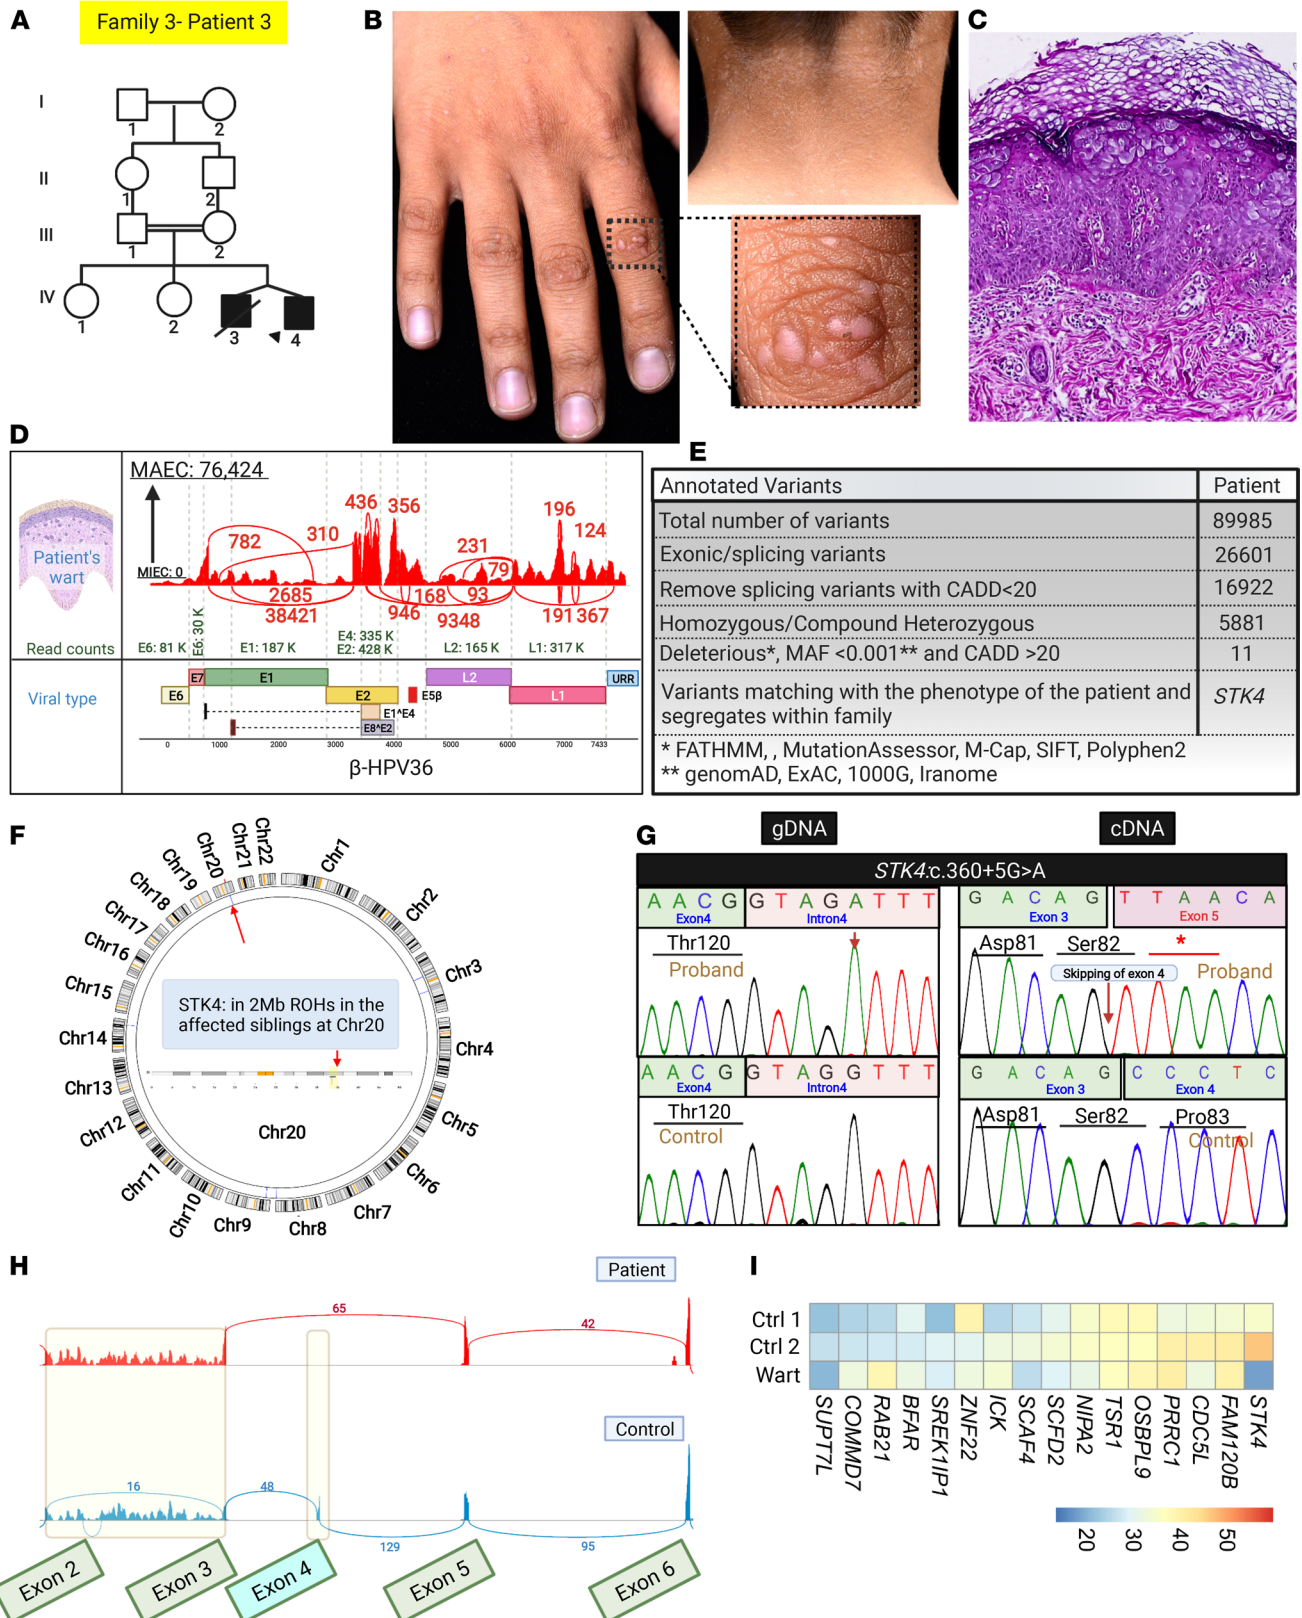 A
Family 3- Patient 3
I
1
2
II
1
2
III
1
2
IV
1
2
3
4
B
C
D
MAEC: 76,424
MIEC: 0
Patient's
wart
782
310
436
356
231
79
196
124
2685
38421
946
168
93
9348
191
367
Read counts
E6: 81 K
E6: 30 K
E1: 187 K
E4: 335 K
E2: 428 K
L2: 165 K
L1: 317 K
Viral type
E6
E7
E1
E2
E5β
L2
L1
URR
E1^E4
E8^E2
0 1000 2000 3000 4000 5000 6000 7000 7433
β-HPV36
E
Annotated Variants Patient
Total number of variants 89985
Exonic/splicing variants 26601
Remove splicing variants with CADD<20 16922
Homozygous/Compound Heterozygous 5881
Deleterious*, MAF <0.001** and CADD >20 11
Variants matching with the phenotype of the patient and
segregates within family STK4
* FATHMM, , MutationAssessor, M-Cap, SIFT, Polyphen2
** genomAD, ExAC, 1000G, Iranome
F
Chr1
Chr2
Chr3
Chr4
Chr5
Chr6
Chr7
Chr8
Chr9
Chr10
Chr11
Chr12
Chr13
Chr14
Chr15
Chr16
Chr17
Chr18
Chr19
Chr20
Chr21
Chr22
STK4: in 2Mb ROHs in the
affected siblings at Chr20
Chr20
G
gDNA
cDNA
STK4:c.360+5G>A
A A C G G T A G A T T T
Exon4 Intron4
Thr120
Proband
G A C A G T T A A C A
Exon 3 Exon 5
Asp81 Ser82 *
Skipping of exon 4
Proband
A A C G G T A G G T T T
Exon4 Intron4
Thr120
Control
G A C A G C C C T C
Exon 3 Exon 4
Asp81 Ser82 Pro83
Control
H
Patient
65
42
Control
16
48
129
95
Exon 2
Exon 3
Exon 4
Exon 5
Exon 6
I
Ctrl 1
Ctrl 2
Wart
SUPT7L
COMMD7
RAB21
BFAR
SREK1IP1
ZNF22
ICK
SCAF4
SCFD2
NIPA2
TSR1
OSBPL9
PRRC1
CDC5L
FAM120B
STK4
20
30
40
50